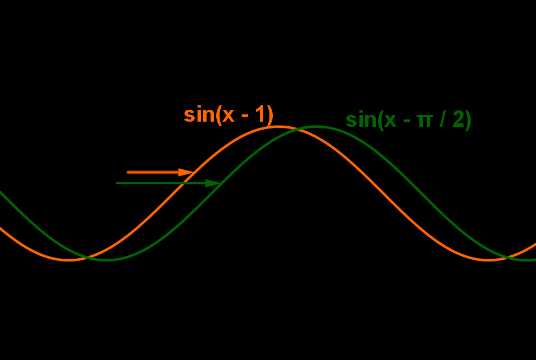 sin(x - 1)
sin(x - π / 2)